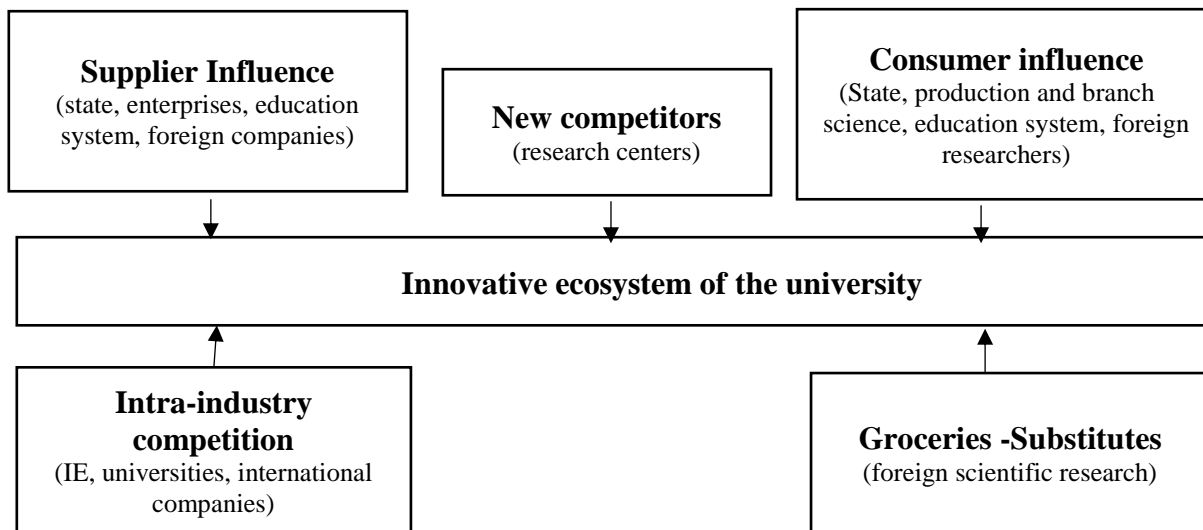 Supplier Influence
(state, enterprises, education
system, foreign companies)
New competitors
(research centers)
Consumer influence
(State, production and branch
science, education system, foreign
researchers)
Innovative ecosystem of the university
Intra-industry
competition
(IE, universities, international
companies)
Groceries -Substitutes
(foreign scientific research)